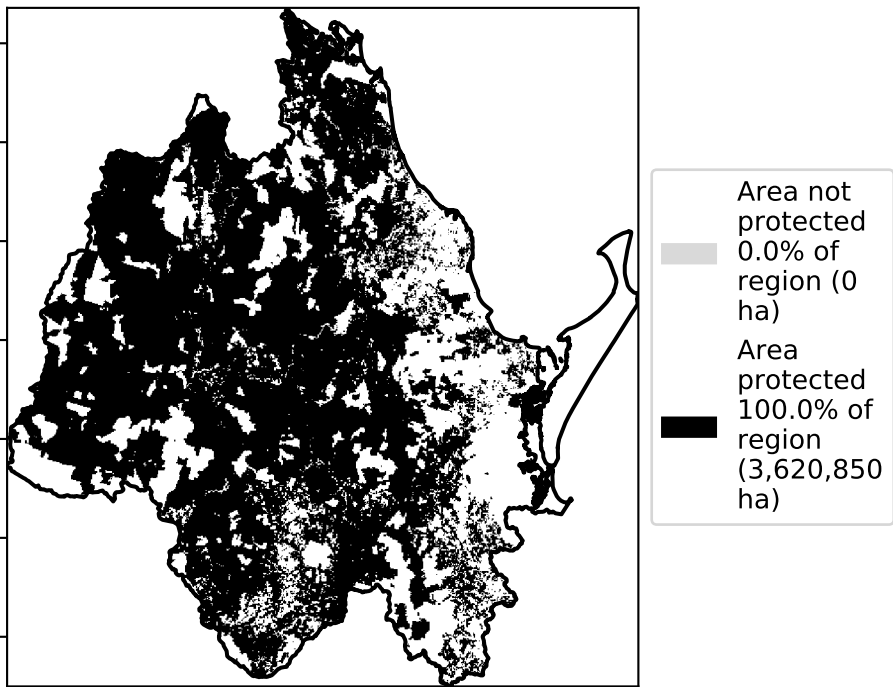 Area not
protected
0.0% of
region (0
ha)
Area
protected
100.0% of
region
(3,620,850
ha)